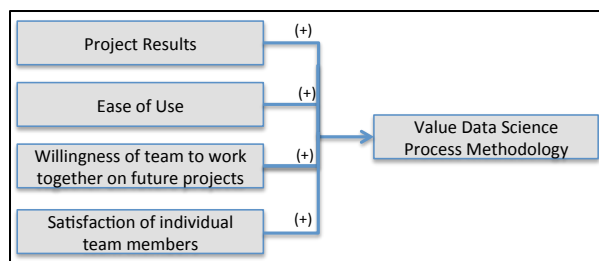 Project Results
(+)
Ease of Use
(+)
Willingness of team to work
together on future projects
(+)
Satisfaction of individual
team members
(+)
Value Data Science
Process Methodology